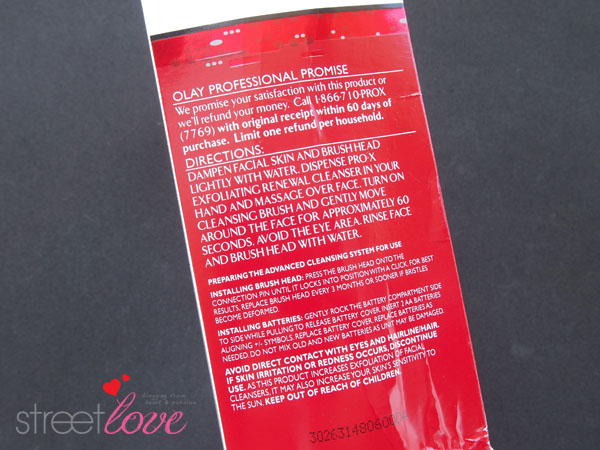 OLAY PROFESSIONAL PROMISE
We promise your satisfaction with this product or
we'll refund your money. Call 1-866-710-PROX
(7769) with original receipt within 60 days of
purchase. Limit one refund per household.
DIRECTIONS:
DAMPEN FACIAL SKIN AND BRUSH HEAD
LIGHTLY WITH WATER. DISPENSE PRO-X
EXFOLIATING RENEWAL CLEANSER IN YOUR
HAND AND MASSAGE OVER FACE. TURN ON
CLEANSING BRUSH AND GENTLY MOVE
AROUND THE FACE FOR APPROXIMATELY 60
SECONDS. AVOID THE EYE AREA. RINSE FACE
AND BRUSH HEAD WITH WATER.
PREPARING THE ADVANCED CLEANSING SYSTEM FOR USE
INSTALLING BRUSH HEAD: PRESS THE BRUSH HEAD ONTO THE
CONNECTION PIN UNTIL IT LOCKS INTO POSITION WITH A CLICK. FOR BEST
RESULTS, REPLACE BRUSH HEAD EVERY 3 MONTHS OR SOONER IF BRISTLES
BECOME DEFORMED.
INSTALLING BATTERIES: GENTLY ROCK THE BATTERY COMPARTMENT SIDE
TO SIDE WHILE PULLING TO RELEASE BATTERY COVER. INSERT 2 AA BATTERIES
ALIGNING +/- SYMBOLS. REPLACE BATTERY COVER. REPLACE BATTERIES AS
NEEDED. DO NOT MIX OLD AND NEW BATTERIES AS UNIT MAY BE DAMAGED.
AVOID DIRECT CONTACT WITH EYES AND HAIRLINE/HAIR.
IF SKIN IRRITATION OR REDNESS OCCURS, DISCONTINUE
USE. AS THIS PRODUCT INCREASES EXFOLIATION OF FACIAL
CLEANSERS, IT MAY ALSO INCREASE YOUR SKIN'S SENSITIVITY TO
THE SUN. KEEP OUT OF REACH OF CHILDREN.
streetlove